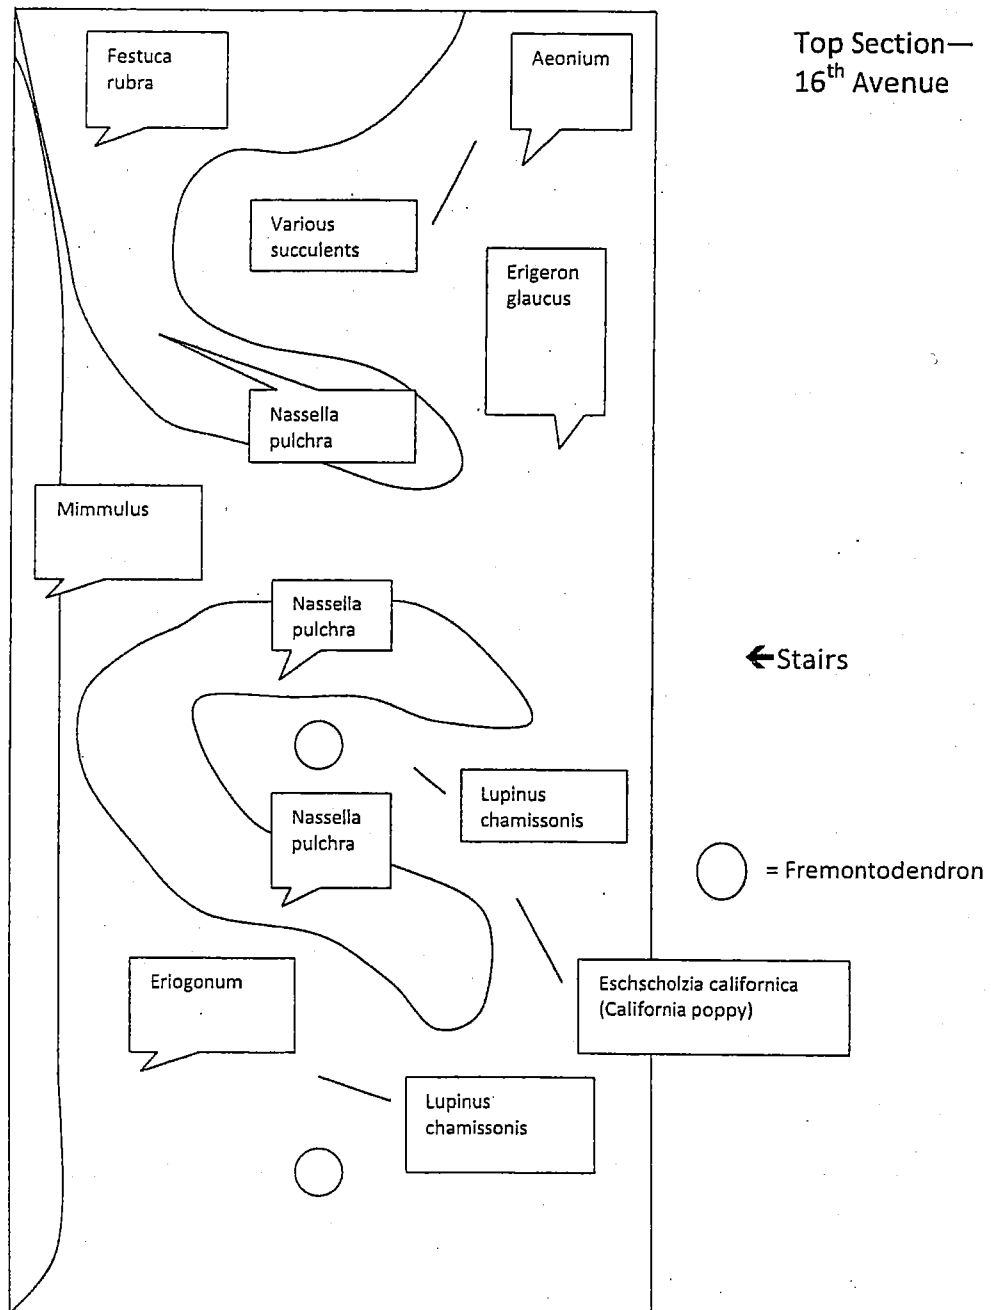 Top Section—
16th Avenue
Festuca
rubra
Aeonium
Various
succulents
Erigeron
glaucus
Nassella
pulchra
Mimmulus
Nassella
pulchra
←Stairs
Lupinus
chamissonis
Nassella
pulchra
= Fremontodendron
Eriogonum
Eschscholzia californica
(California poppy)
Lupinus
chamissonis